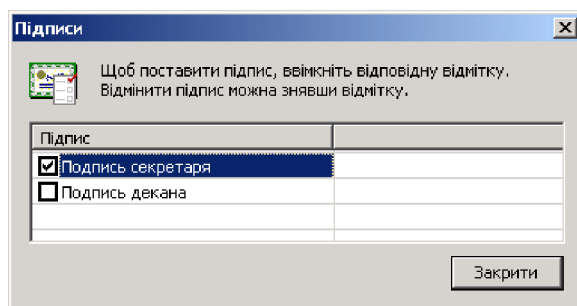 Підписи
Щоб поставити підпис, ввімкніть відповідну відмітку.
Відмінити підпис можна знявши відмітку.
Підпис
Подпись секретаря
Подпись декана
Закрити